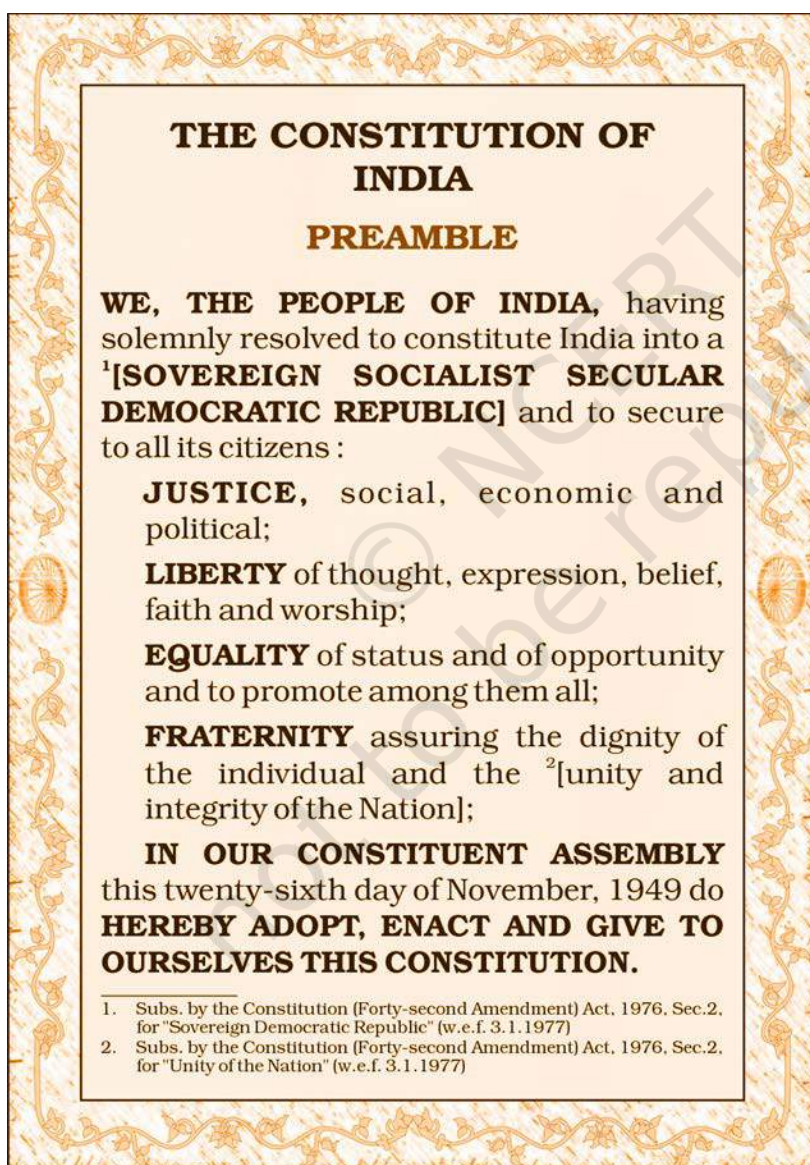 THE CONSTITUTION OF
INDIA
PREAMBLE
WE, THE PEOPLE OF INDIA, having
solemnly resolved to constitute India into a
¹[SOVEREIGN SOCIALIST SECULAR
DEMOCRATIC REPUBLIC] and to secure
to all its citizens :
JUSTICE, social, economic and
political;
LIBERTY of thought, expression, belief,
faith and worship;
EQUALITY of status and of opportunity
and to promote among them all;
FRATERNITY assuring the dignity of
the individual and the ²[unity and
integrity of the Nation];
IN OUR CONSTITUENT ASSEMBLY
this twenty-sixth day of November, 1949 do
HEREBY ADOPT, ENACT AND GIVE TO
OURSELVES THIS CONSTITUTION.
1. Subs. by the Constitution (Forty-second Amendment) Act, 1976, Sec.2,
for "Sovereign Democratic Republic" (w.e.f. 3.1.1977)
2. Subs. by the Constitution (Forty-second Amendment) Act, 1976, Sec.2,
for "Unity of the Nation" (w.e.f. 3.1.1977)
© NCERT
not to be